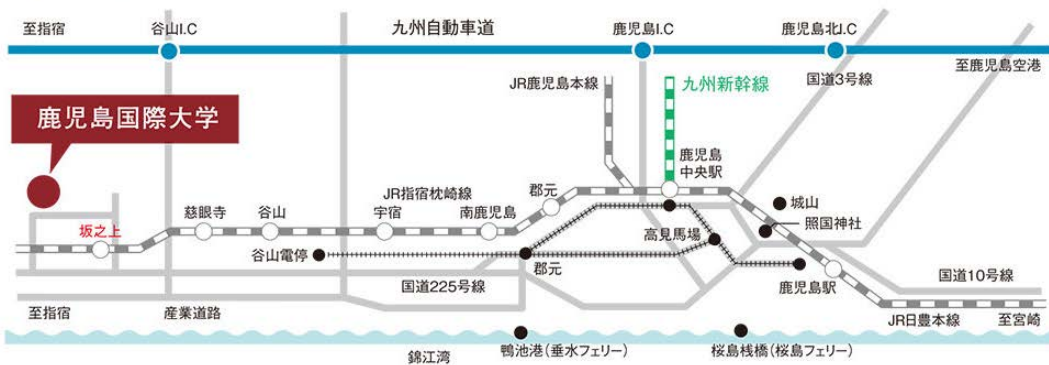 至指宿
谷山I.C
九州自動車道
鹿児島I.C
鹿児島北I.C
至鹿児島空港
国道3号線
JR鹿児島本線
九州新幹線
鹿児島国際大学
鹿児島
中央駅
JR指宿枕崎線
郡元
城山
照国神社
坂之上
慈眼寺
谷山
宇宿
南鹿児島
高見馬場
谷山電停
郡元
鹿児島駅
国道225号線
国道10号線
至指宿
産業道路
JR日豊本線
至宮崎
錦江湾
鴨池港(垂水フェリー)
桜島桟橋(桜島フェリー)